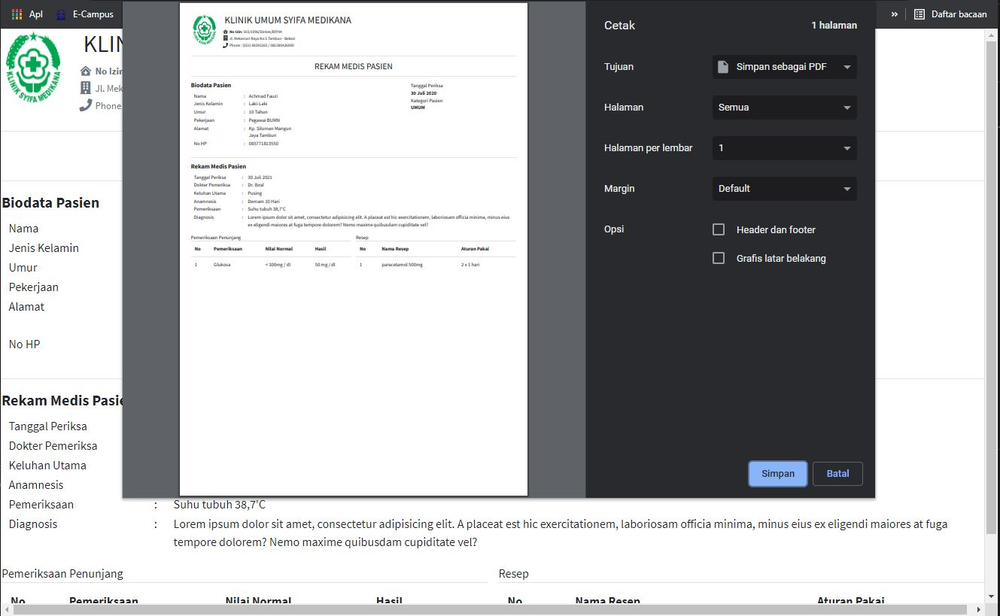 Apl E-Campus
» Daftar bacaan
KLIN
No Izin
Jl. Mek
Phone
KLINIK SYIFA MEDIKANA
Biodata Pasien
Nama
Jenis Kelamin
Umur
Pekerjaan
Alamat
No HP
Rekam Medis Pasie
Tanggal Periksa
Dokter Pemeriksa
Keluhan Utama
Anamnesis
Pemeriksaan : Suhu tubuh 38,7'C
Diagnosis : Lorem ipsum dolor sit amet, consectetur adipisicing elit. A placeat est hic exercitationem, laboriosam officia minima, minus eius ex eligendi maiores at fuga
tempore dolorem? Nemo maxime quibusdam cupiditate vel?
Pemeriksaan Penunjang Resep
No Pemeriksaan Nilai Normal Hasil No Nama Resep Aturan Pakai
KLINIK UMUM SYIFA MEDIKANA
No Izin: 503/1096/Dinkes/BP/94
Jl. Mekarsari Raya No 5 Tambun - Bekasi
Phone : (021) 88391265 / 081380426000
REKAM MEDIS PASIEN
Biodata Pasien
Nama : Achmad Fauzi
Jenis Kelamin : Laki-Laki
Umur : 10 Tahun
Pekerjaan : Pegawai BUMN
Alamat : Kp. Siluman Mangun
Jaya Tambun
No HP : 085771813550
Tanggal Periksa
30 Juli 2020
Kategori Pasien
UMUM
Rekam Medis Pasien
Tanggal Periksa : 30 Juli 2021
Dokter Pemeriksa : Dr. Ibral
Keluhan Utama : Pusing
Anamnesis : Demam 10 Hari
Pemeriksaan : Suhu tubuh 38,7'C
Diagnosis : Lorem ipsum dolor sit amet, consectetur adipisicing elit. A placeat est hic exercitationem, laboriosam officia minima, minus eius
ex eligendi maiores at fuga tempore dolorem? Nemo maxime quibusdam cupiditate vel?
Pemeriksaan Penunjang Resep
No Pemeriksaan Nilai Normal Hasil No Nama Resep Aturan Pakai
1 Glukosa < 100mg / dl 50 mg / dl 1 paracetamol 500mg 2 x 1 hari
Cetak 1 halaman
Tujuan Simpan sebagai PDF
Halaman Semua
Halaman per lembar 1
Margin Default
Opsi Header dan footer
Grafis latar belakang
Simpan Batal